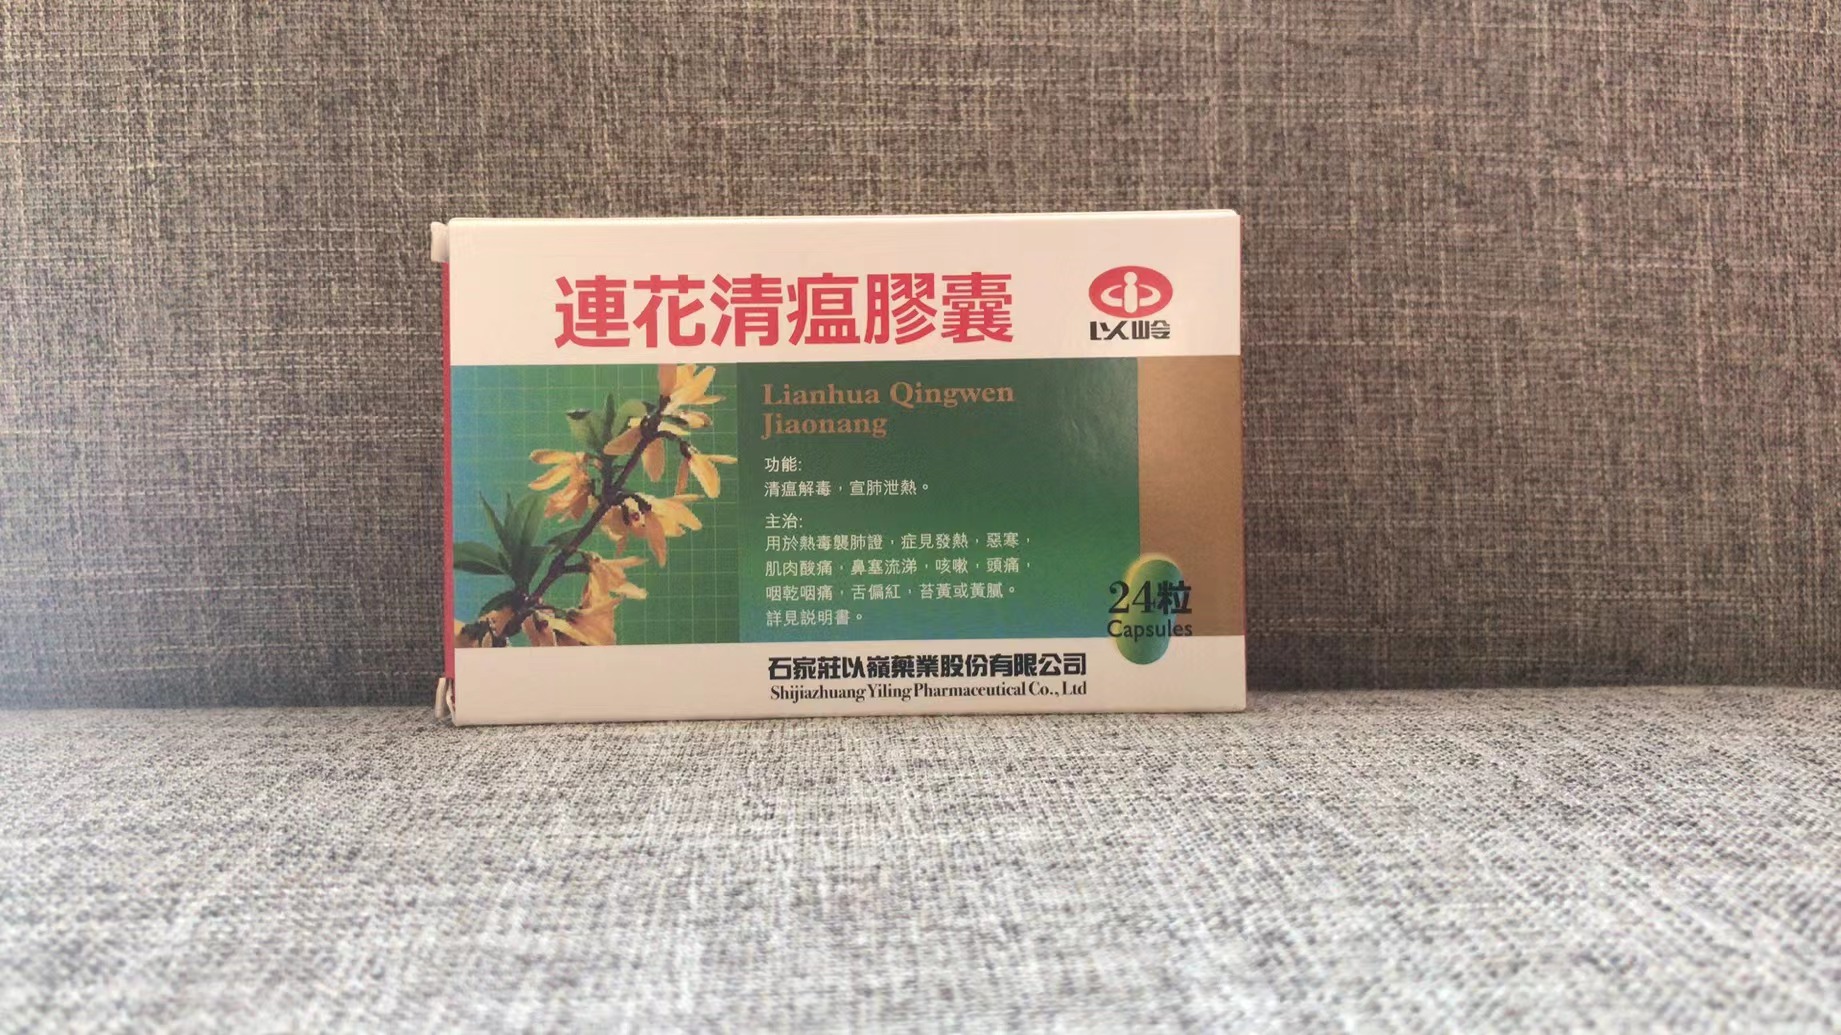 連花清瘟膠囊
以岭
Lianhua Qingwen
Jiaonang
功能:
清瘟解毒，宣肺泄熱。
主治:
用於熱毒襲肺證，症見發熱，惡寒，
肌肉酸痛，鼻塞流涕，咳嗽，頭痛，
咽乾咽痛，舌偏紅，苔黃或黃膩。
詳見說明書。
24粒
Capsules
石家莊以嶺藥業股份有限公司
Shijiazhuang Yiling Pharmaceutical Co., Ltd